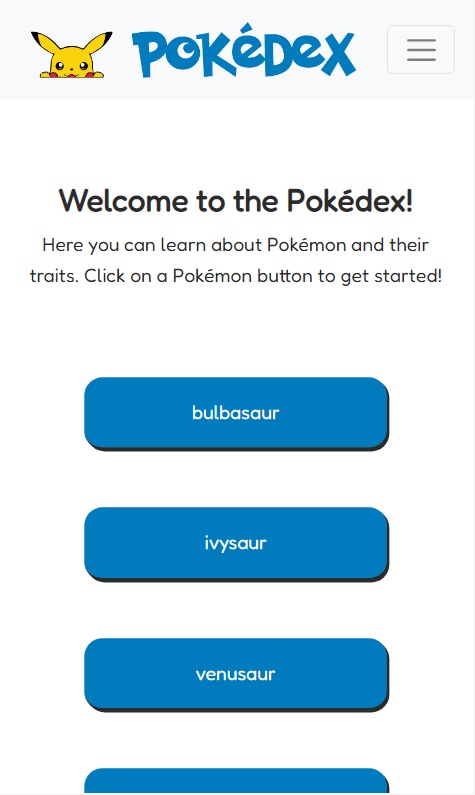 POKéDEX
Welcome to the Pokédex!
Here you can learn about Pokémon and their
traits. Click on a Pokémon button to get started!
bulbasaur
ivysaur
venusaur